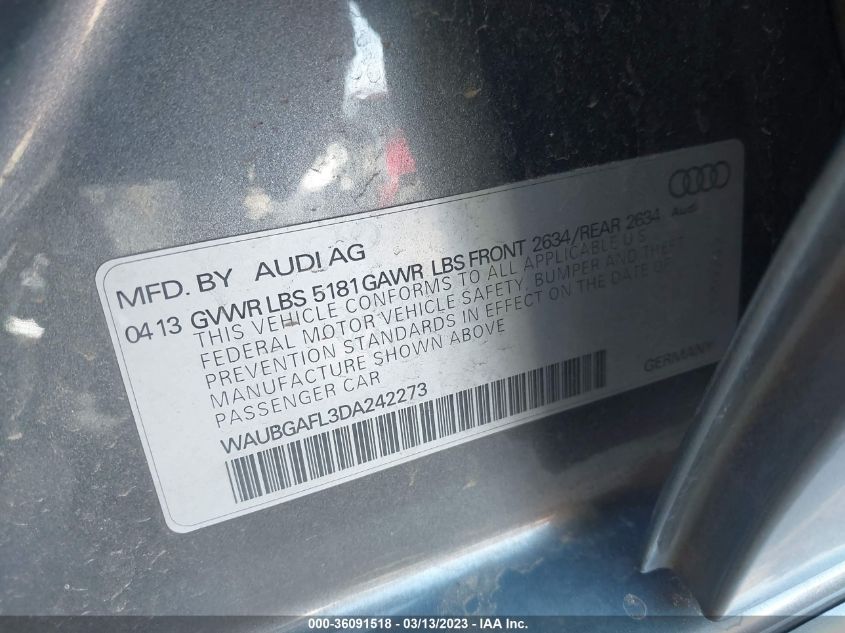 Audi
MFD. BY AUDI AG
04 13 GVWR LBS 5181 GAWR LBS FRONT 2634/REAR 2634
THIS VEHICLE CONFORMS TO ALL APPLICABLE U.S.
FEDERAL MOTOR VEHICLE SAFETY, BUMPER AND THEFT
PREVENTION STANDARDS IN EFFECT ON THE DATE OF
MANUFACTURE SHOWN ABOVE
PASSENGER CAR
WAUBGAFL3DA242273
GERMANY
000-36091518 - 03/13/2023 - IAA Inc.